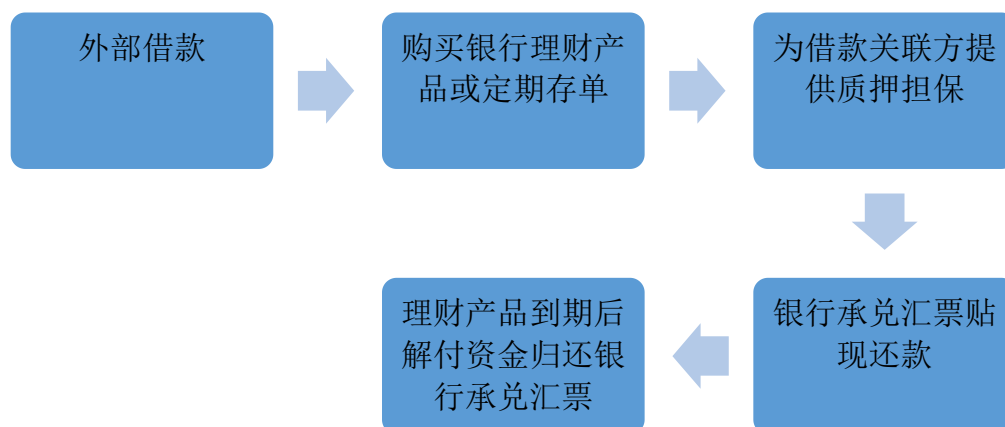 外部借款
购买银行理财产
品或定期存单
为借款关联方提
供质押担保
银行承兑汇票贴
现还款
理财产品到期后
解付资金归还银
行承兑汇票